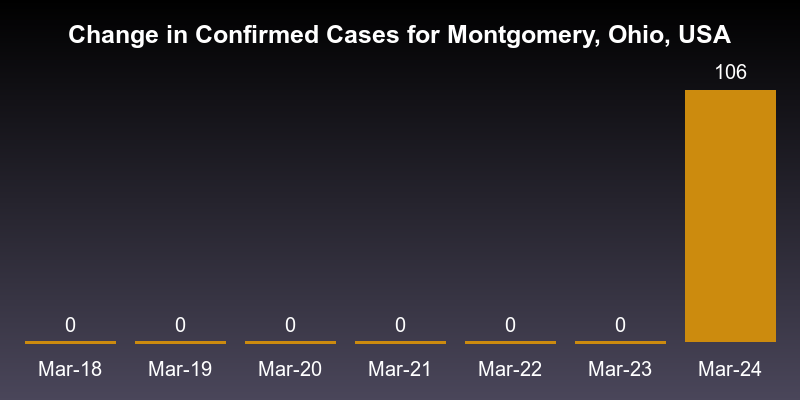 Change in Confirmed Cases for Montgomery, Ohio, USA
106
0 0 0 0 0 0
Mar-18 Mar-19 Mar-20 Mar-21 Mar-22 Mar-23 Mar-24